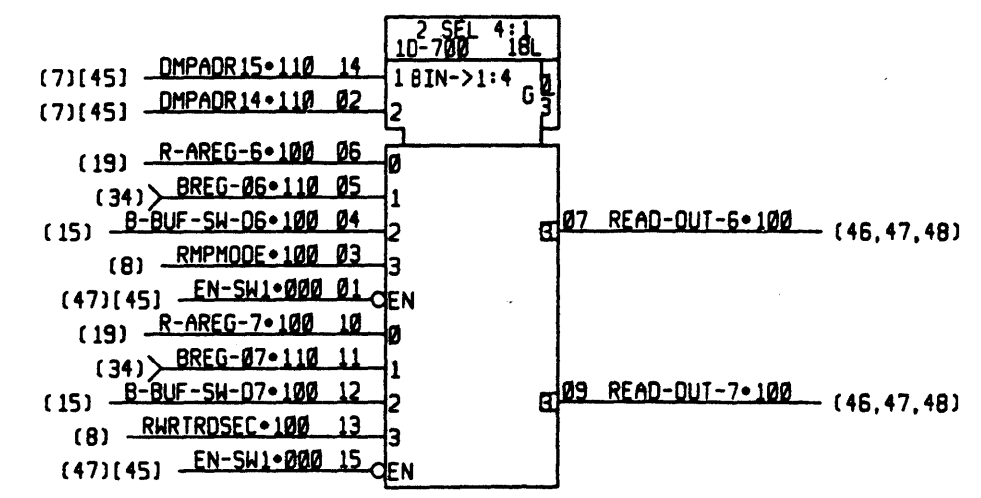 2 SEL 4:1
1D-700 18L
(7)[45] DMPADR15•110 14 1 BIN->1:4
G 0
3
(7)[45] DMPADR14•110 02 2
(19) R-AREG-6•100 06 0
(34) BREG-06•110 05 1
(15) B-BUF-SW-D6•100 04 2 07 READ-OUT-6•100 (46,47,48)
(8) RMPMODE•100 03 3
(47)[45] EN-SW1•000 01 EN
(19) R-AREG-7•100 10 0
(34) BREG-07•110 11 1
(15) B-BUF-SW-D7•100 12 2 09 READ-OUT-7•100 (46,47,48)
(8) RWRTRDSEC•100 13 3
(47)[45] EN-SW1•000 15 EN